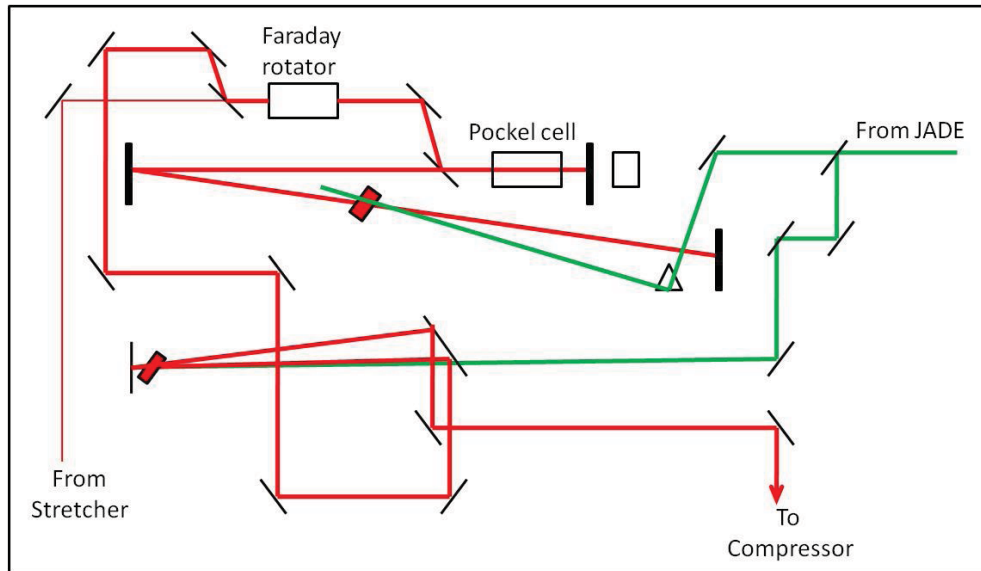 Faraday
rotator
Pockel cell
From JADE
From
Stretcher
To
Compressor